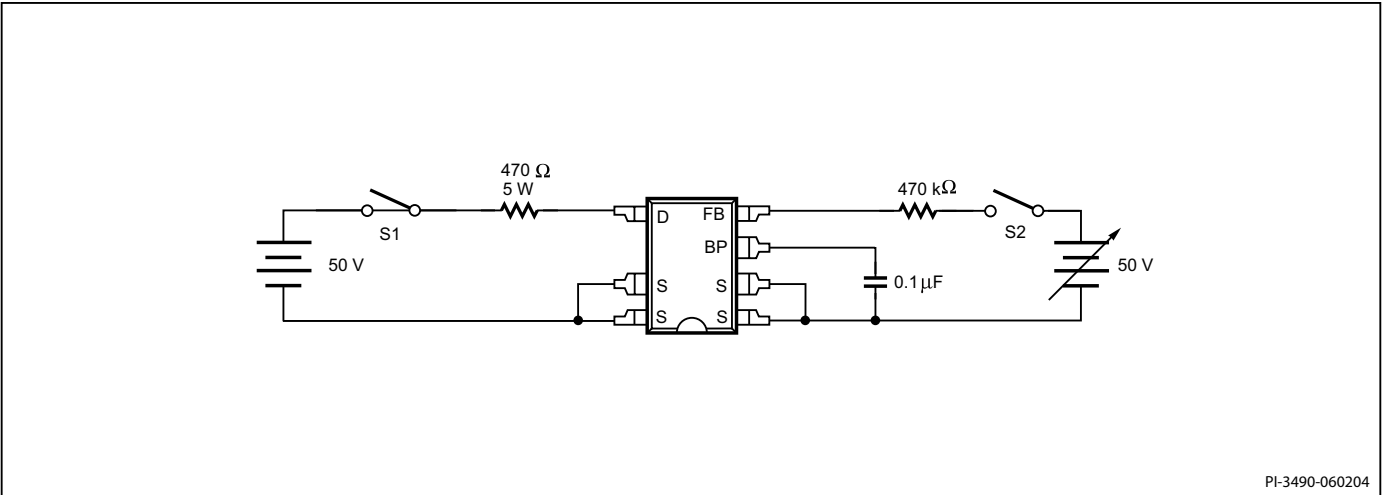 470 Ω
5 W
S1
50 V
D
FB
BP
S
S
S
S
470 kΩ
S2
50 V
0.1 μF
PI-3490-060204